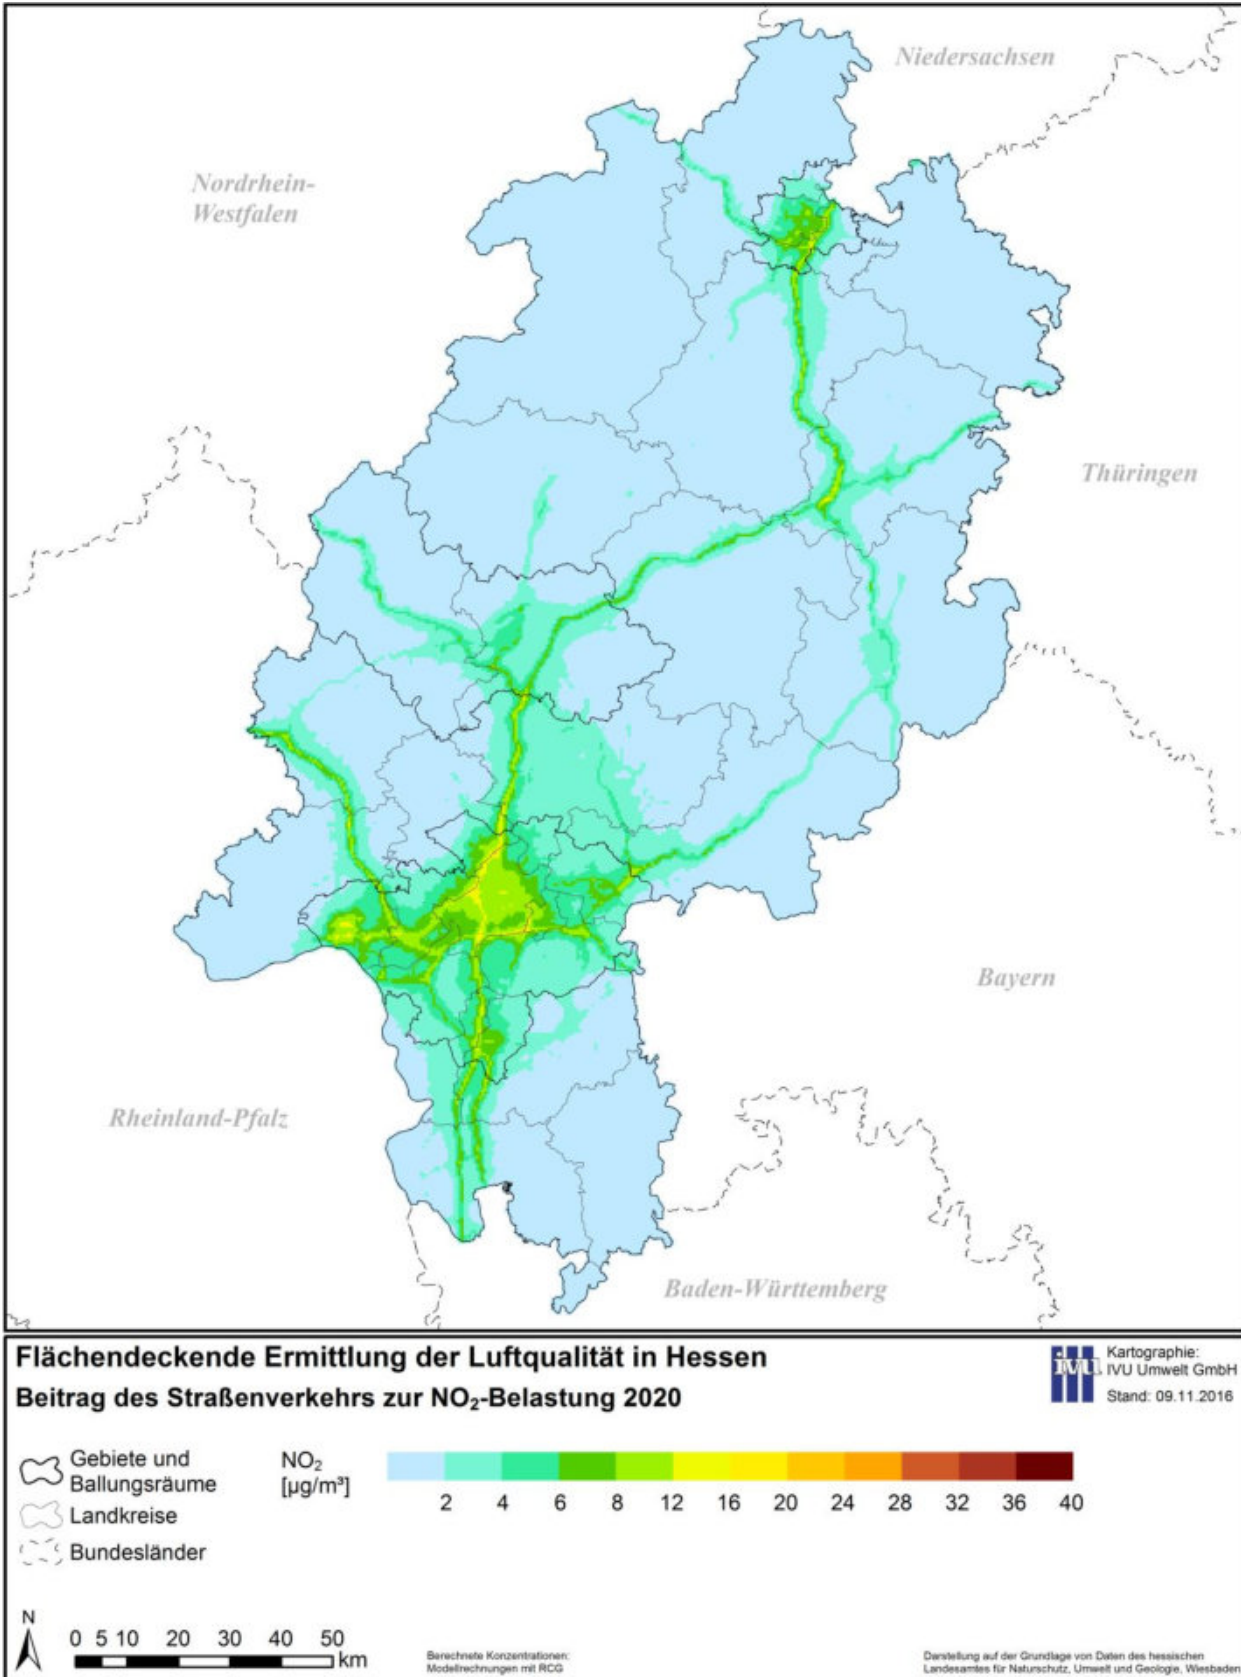 Niedersachsen
Nordrhein-
Westfalen
Thüringen
Bayern
Rheinland-Pfalz
Baden-Württemberg
Flächendeckende Ermittlung der Luftqualität in Hessen
Beitrag des Straßenverkehrs zur NO₂-Belastung 2020
ivu
Kartographie:
IVU Umwelt GmbH
Stand: 09.11.2016
Gebiete und
Ballungsräume
Landkreise
Bundesländer
NO₂
[µg/m³]
2 4 6 8 12 16 20 24 28 32 36 40
N
0 5 10 20 30 40 50
km
Berechnete Konzentrationen:
Modellrechnungen mit RCG
Darstellung auf der Grundlage von Daten des hessischen
Landesamtes für Naturschutz, Umwelt und Geologie, Wiesbaden